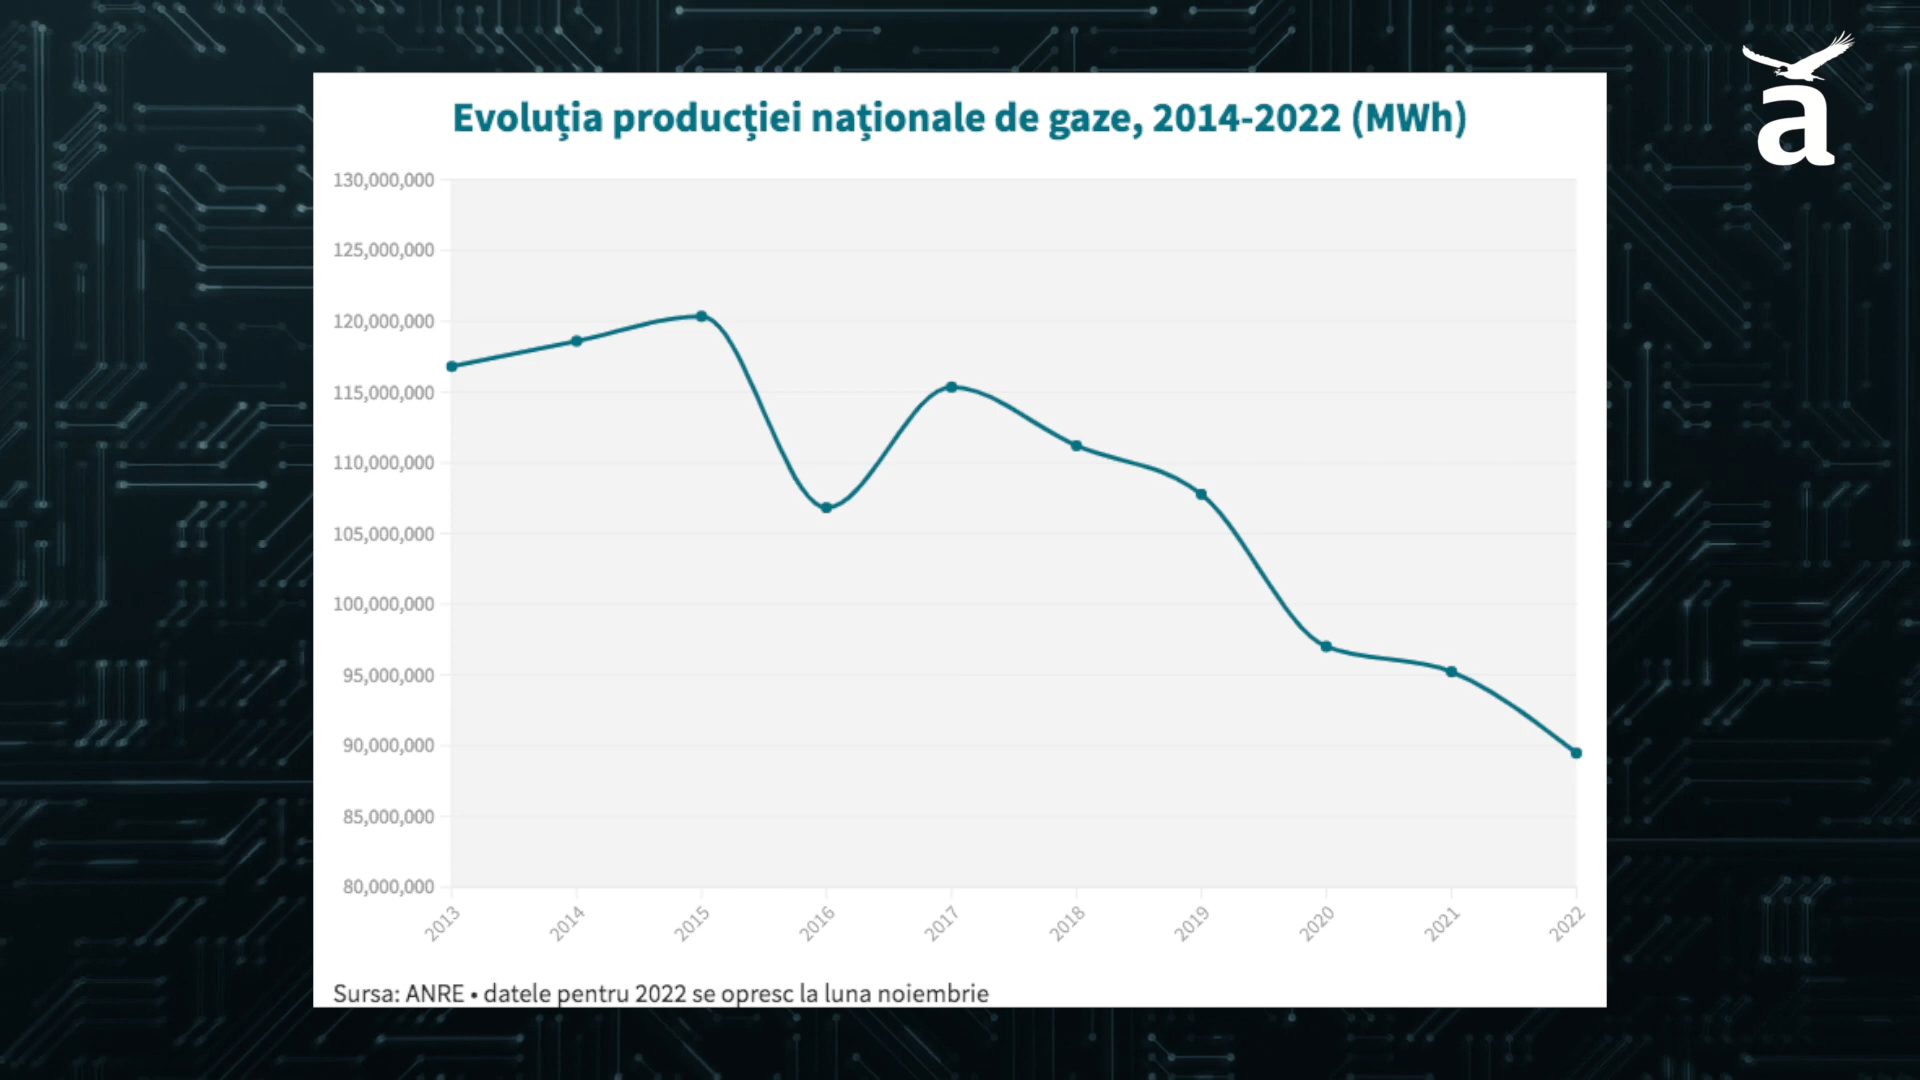 ă
Evoluția producției naționale de gaze, 2014-2022 (MWh)
130,000,000
125,000,000
120,000,000
115,000,000
110,000,000
105,000,000
100,000,000
95,000,000
90,000,000
85,000,000
80,000,000
2013 2014 2015 2016 2017 2018 2019 2020 2021 2022
Sursa: ANRE • datele pentru 2022 se opresc la luna noiembrie